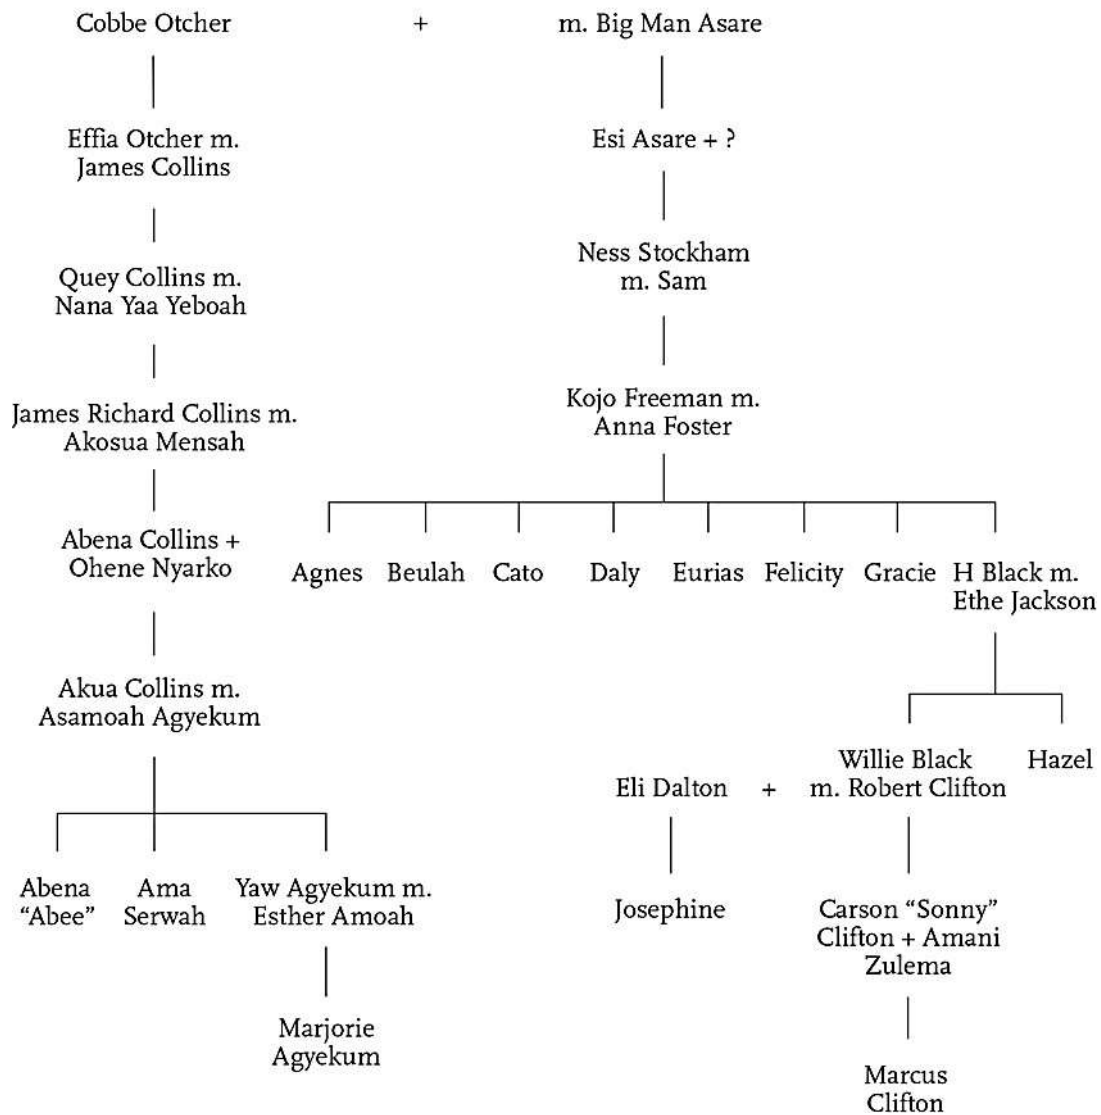 Cobbe Otcher + m. Big Man Asare
Effia Otcher m.
James Collins
Esi Asare + ?
Quey Collins m.
Nana Yaa Yeboah
Ness Stockham
m. Sam
James Richard Collins m.
Akosua Mensah
Kojo Freeman m.
Anna Foster
Abena Collins +
Ohene Nyarko
Agnes Beulah Cato Daly Eurias Felicity Gracie H Black m.
Ethe Jackson
Akua Collins m.
Asamoah Agyekum
Eli Dalton + Willie Black
m. Robert Clifton
Hazel
Abena
“Abee”
Ama
Serwah
Yaw Agyekum m.
Esther Amoah
Josephine
Carson “Sonny”
Clifton + Amani
Zulema
Marjorie
Agyekum
Marcus
Clifton